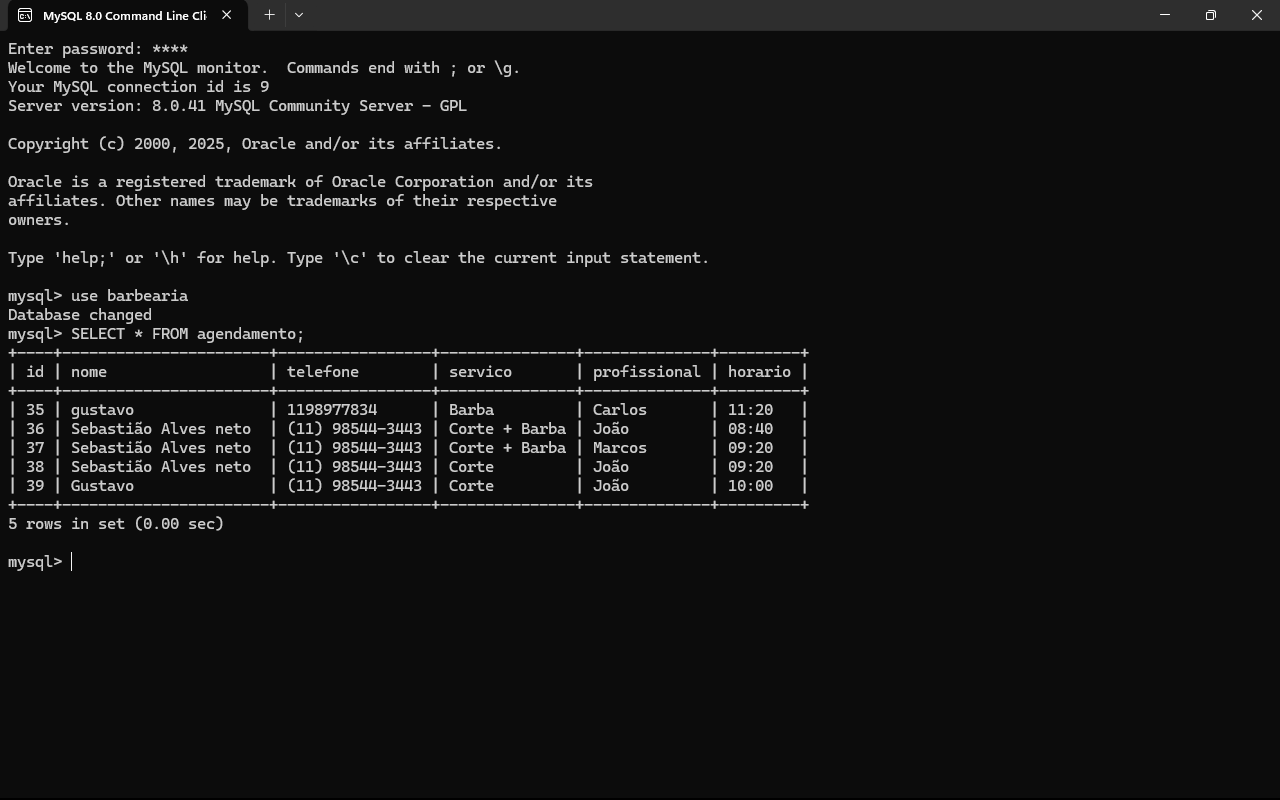 MySQL 8.0 Command Line Cli
Enter password: ****
Welcome to the MySQL monitor.  Commands end with ; or \g.
Your MySQL connection id is 9
Server version: 8.0.41 MySQL Community Server - GPL
Copyright (c) 2000, 2025, Oracle and/or its affiliates.
Oracle is a registered trademark of Oracle Corporation and/or its
affiliates. Other names may be trademarks of their respective
owners.
Type 'help;' or '\h' for help. Type '\c' to clear the current input statement.
mysql> use barbearia
Database changed
mysql> SELECT * FROM agendamento;
+----+-----------------------+-----------------+---------------+--------------+---------+
| id | nome                  | telefone        | servico       | profissional | horario |
+----+-----------------------+-----------------+---------------+--------------+---------+
| 35 | gustavo               | 1198977834      | Barba         | Carlos       | 11:20   |
| 36 | Sebastião Alves neto  | (11) 98544-3443 | Corte + Barba | João         | 08:40   |
| 37 | Sebastião Alves neto  | (11) 98544-3443 | Corte + Barba | Marcos       | 09:20   |
| 38 | Sebastião Alves neto  | (11) 98544-3443 | Corte         | João         | 09:20   |
| 39 | Gustavo               | (11) 98544-3443 | Corte         | João         | 10:00   |
+----+-----------------------+-----------------+---------------+--------------+---------+
5 rows in set (0.00 sec)
mysql>